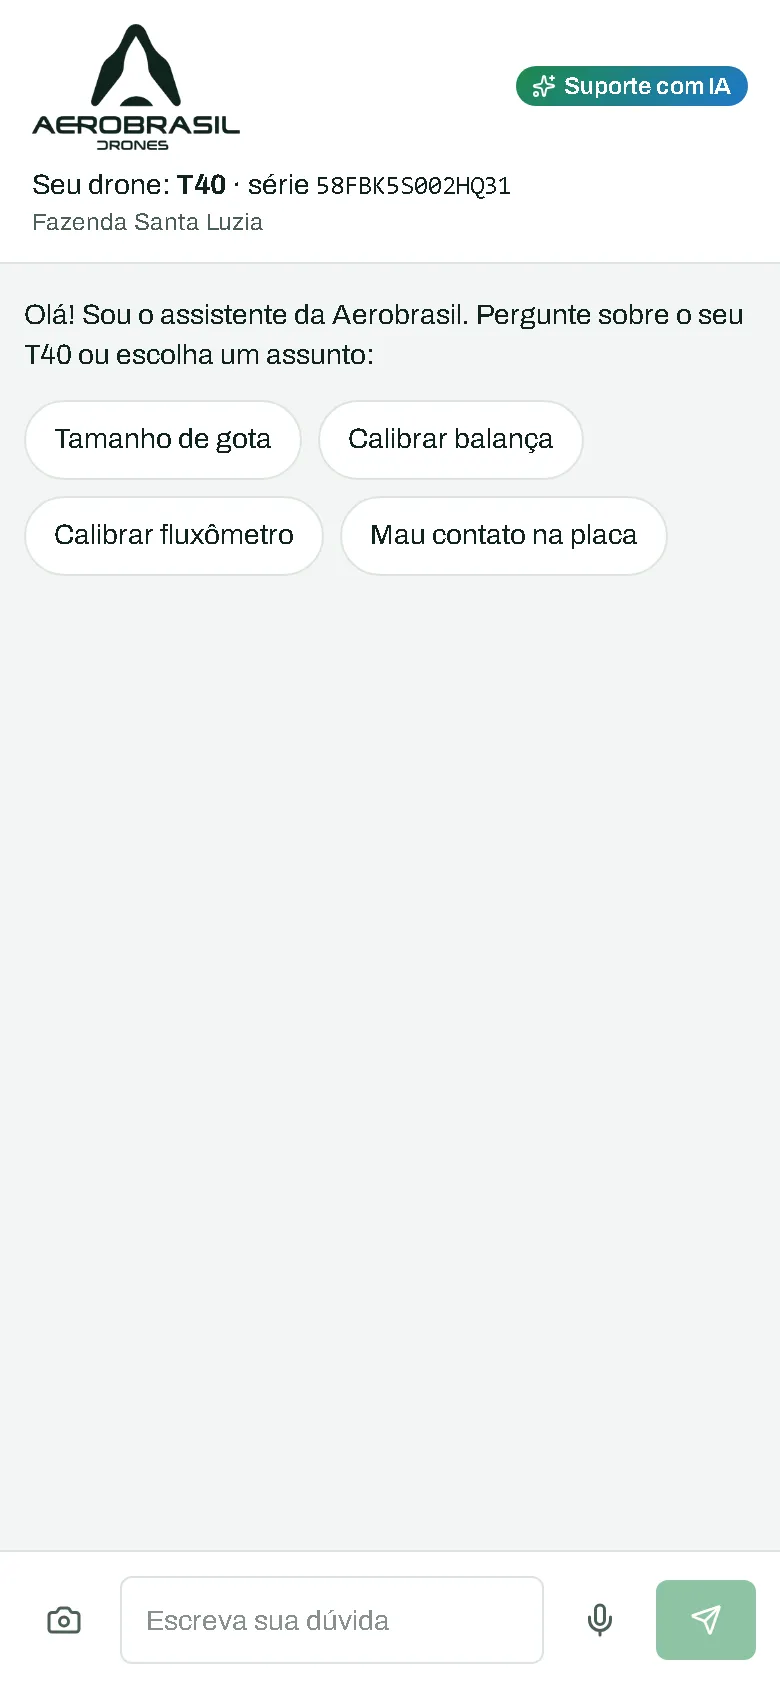 AEROBRASIL
DRONES
Suporte com IA
Seu drone: T40 · série 58FBK5S002HQ31
Fazenda Santa Luzia
Olá! Sou o assistente da Aerobrasil. Pergunte sobre o seu
T40 ou escolha um assunto:
Tamanho de gota
Calibrar balança
Calibrar fluxômetro
Mau contato na placa
Escreva sua dúvida